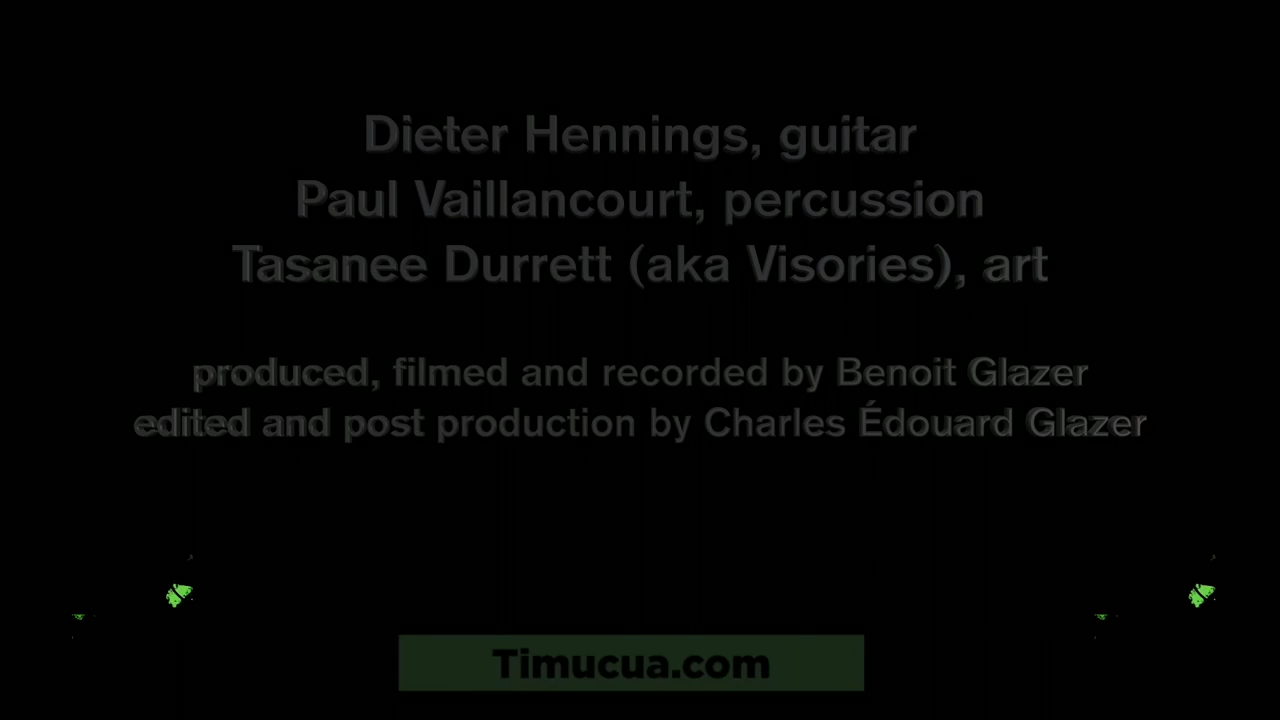 Dieter Hennings, guitar
Paul Vaillancourt, percussion
Tasanee Durrett (aka Visories), art
produced, filmed and recorded by Benoit Glazer
edited and post production by Charles Édouard Glazer
Timucua.com